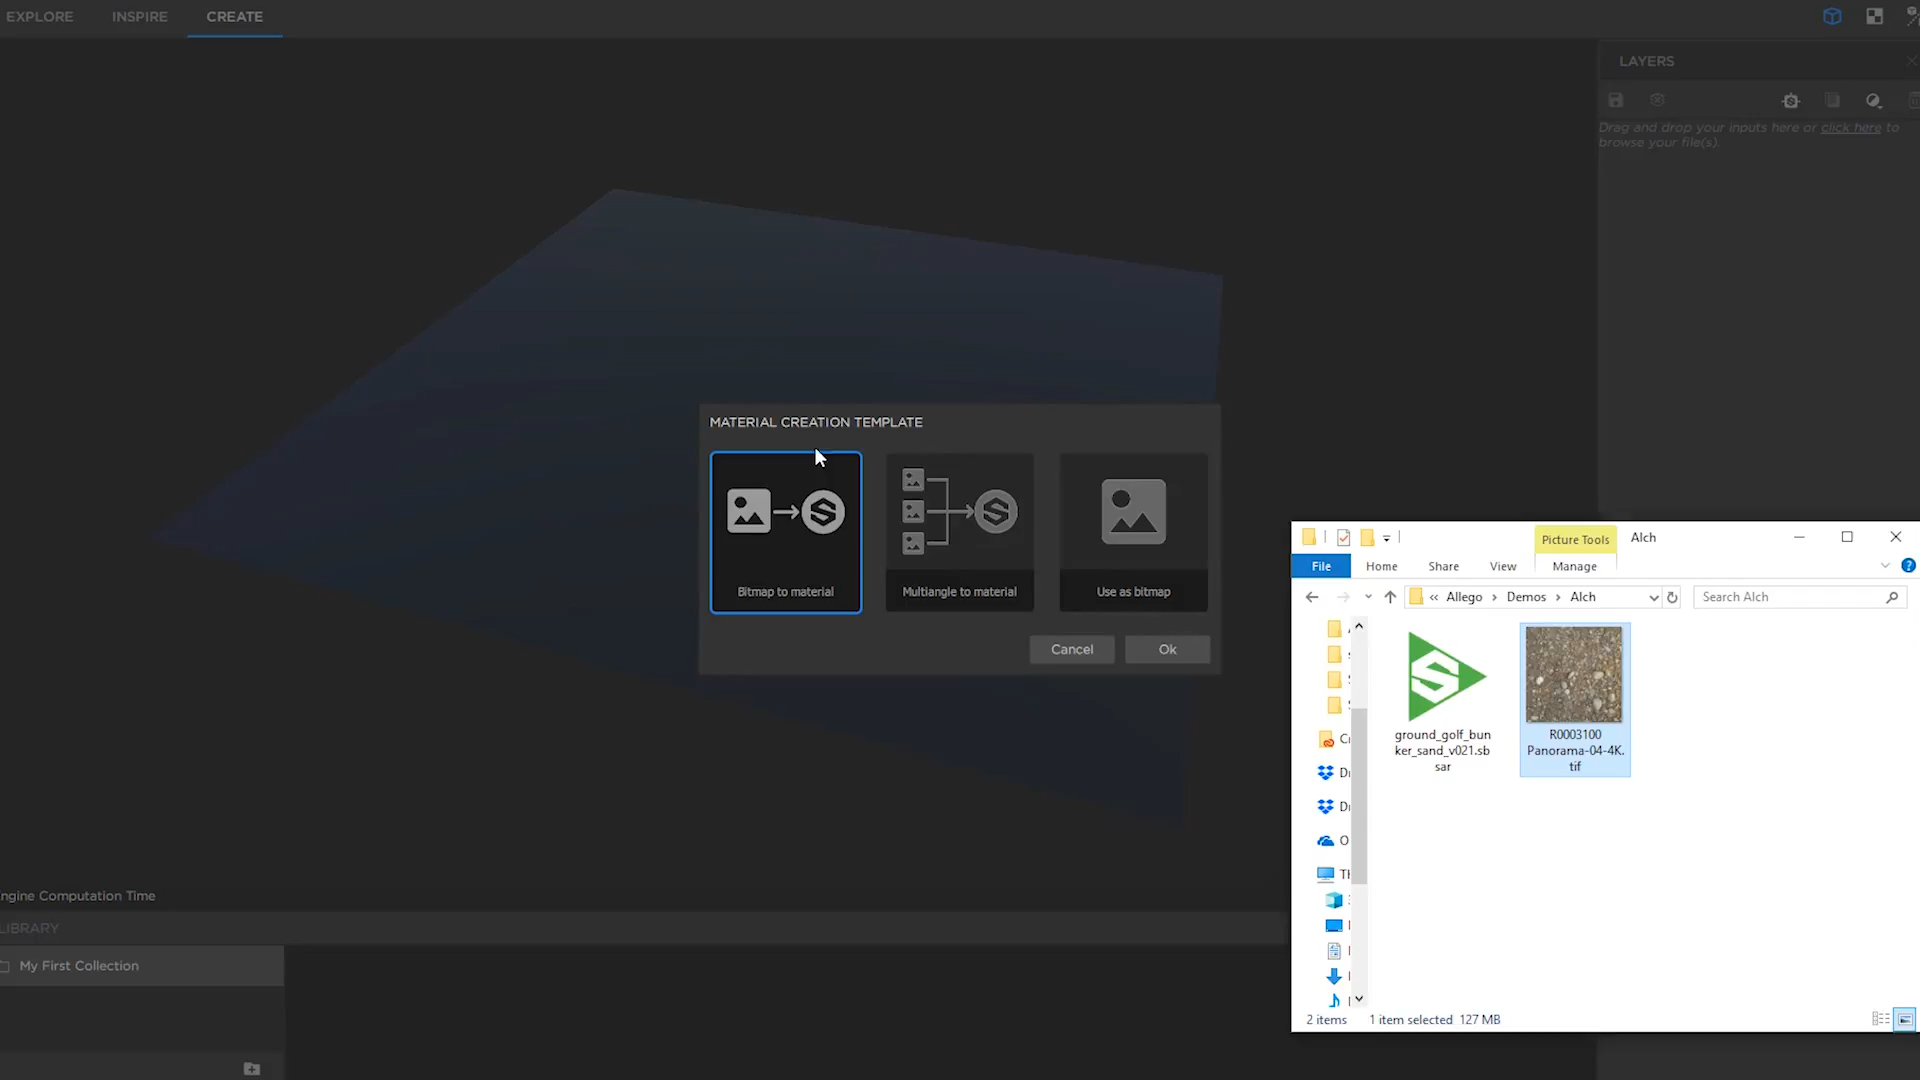 EXPLORE
INSPIRE
CREATE
LAYERS
Drag and drop your inputs here or click here to
browse your file(s).
MATERIAL CREATION TEMPLATE
Bitmap to material
Multiangle to material
Use as bitmap
Cancel
Ok
Picture Tools
Alch
File
Home
Share
View
Manage
« Allego > Demos > Alch
Search Alch
ground_golf_bun
ker_sand_v021.sb
sar
R0003100
Panorama-04-4K.
tif
2 items
1 item selected 127 MB
ngine Computation Time
LIBRARY
My First Collection